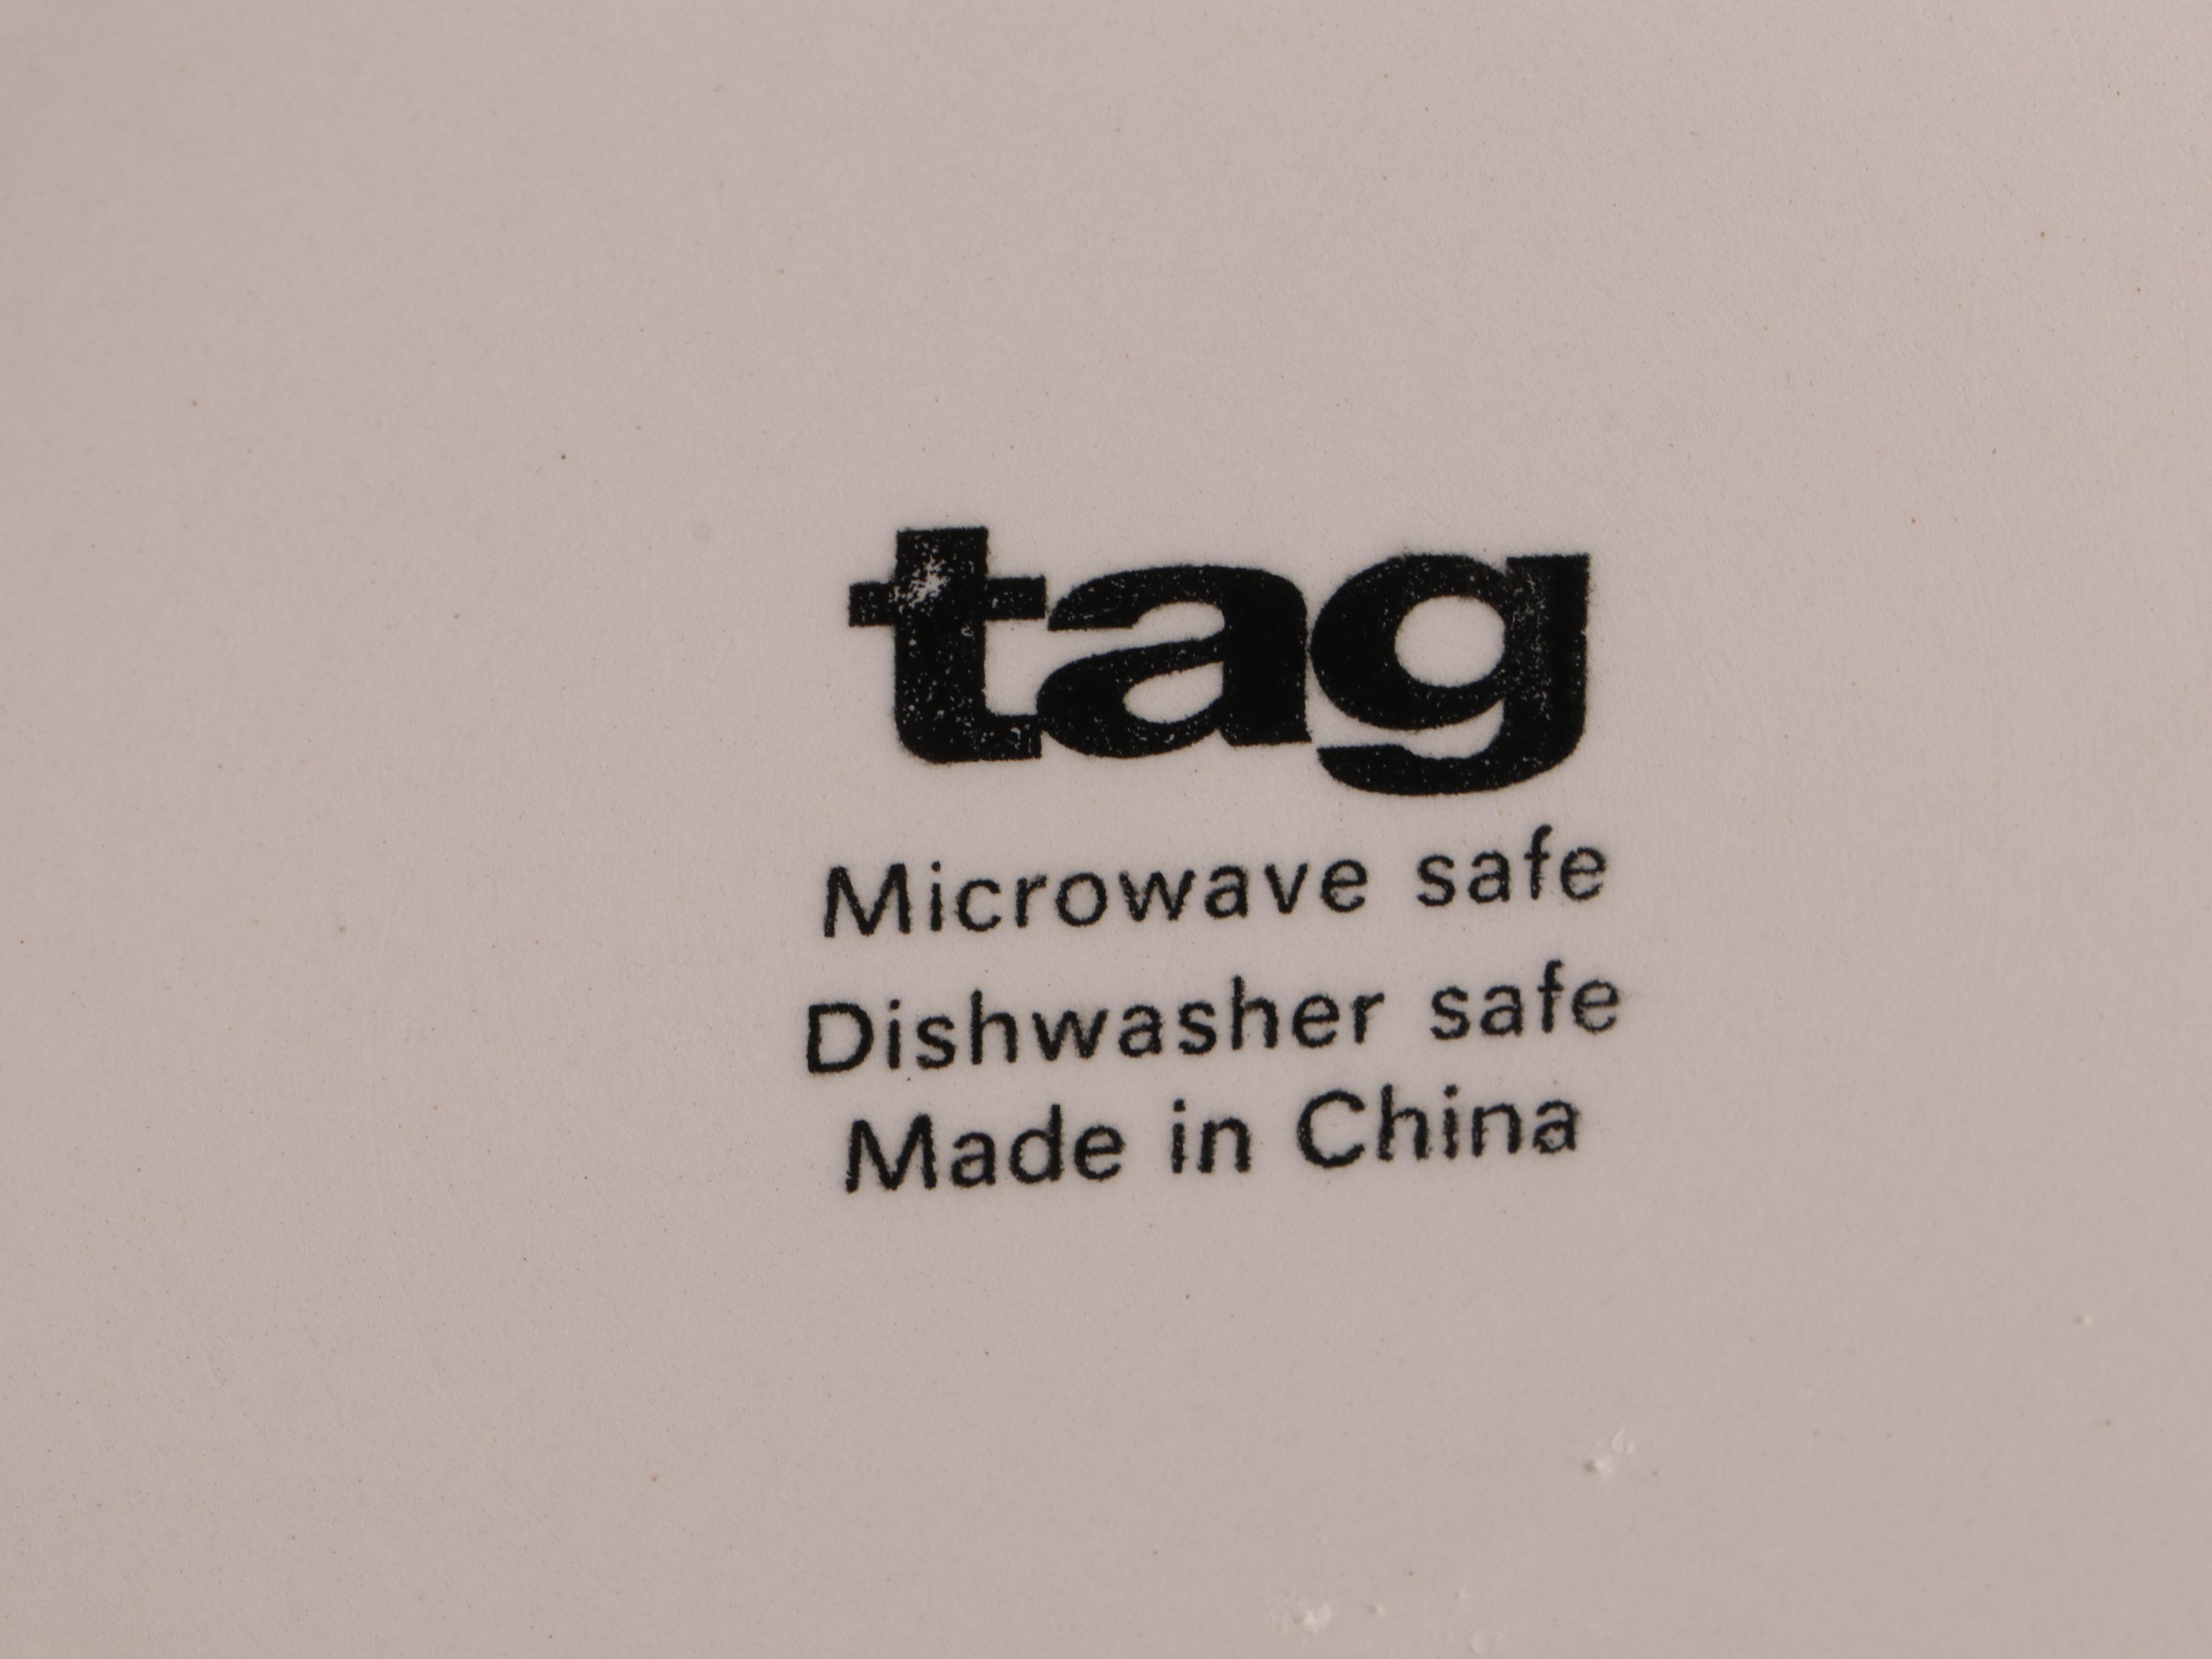 tag
Microwave safe
Dishwasher safe
Made in China